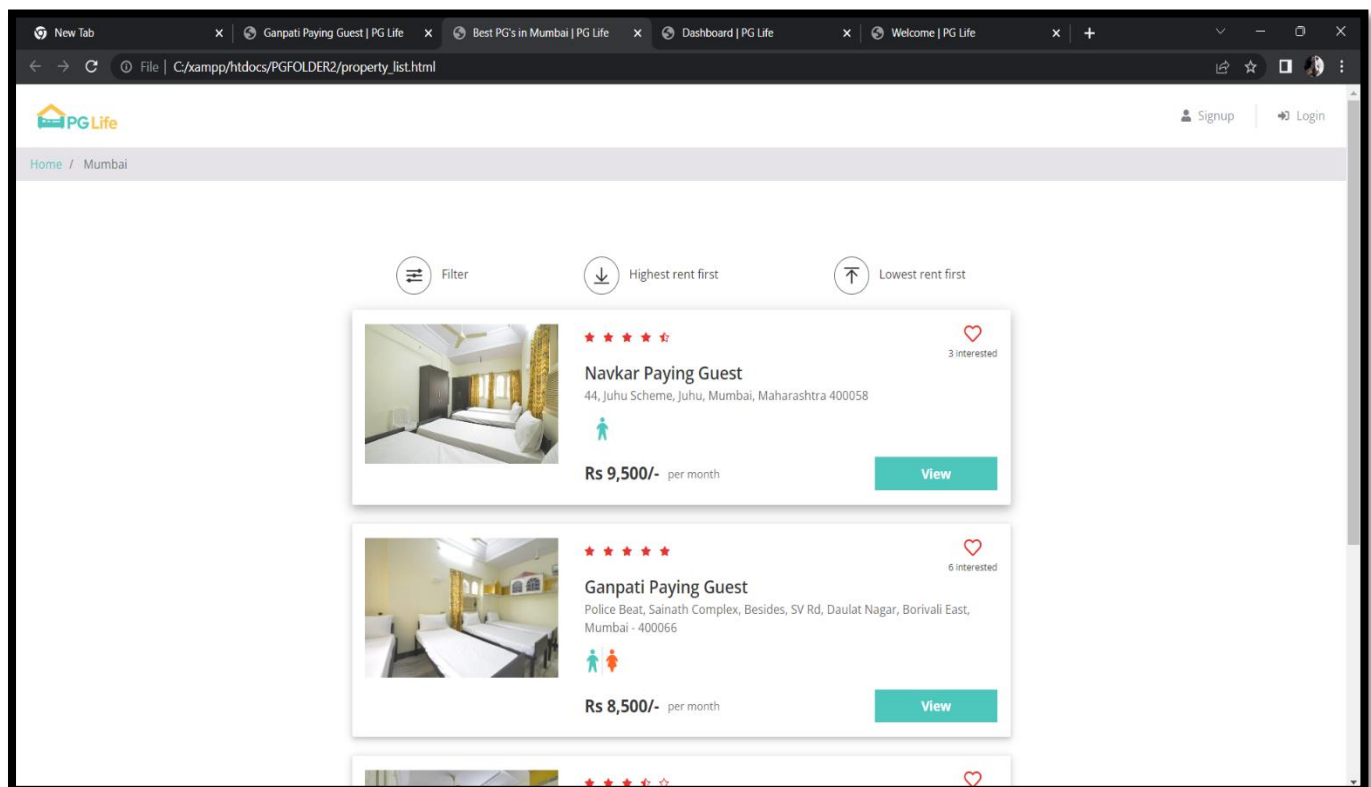 New Tab
Ganpati Paying Guest | PG Life
Best PG's in Mumbai | PG Life
Dashboard | PG Life
Welcome | PG Life
File | C:/xampp/htdocs/PGFOLDER2/property_list.html
PG Life
Signup
Login
Home / Mumbai
Filter
Highest rent first
Lowest rent first
3 interested
Navkar Paying Guest
44, Juhu Scheme, Juhu, Mumbai, Maharashtra 400058
Rs 9,500/- per month
View
6 interested
Ganpati Paying Guest
Police Beat, Sainath Complex, Besides, SV Rd, Daulat Nagar, Borivali East,
Mumbai - 400066
Rs 8,500/- per month
View